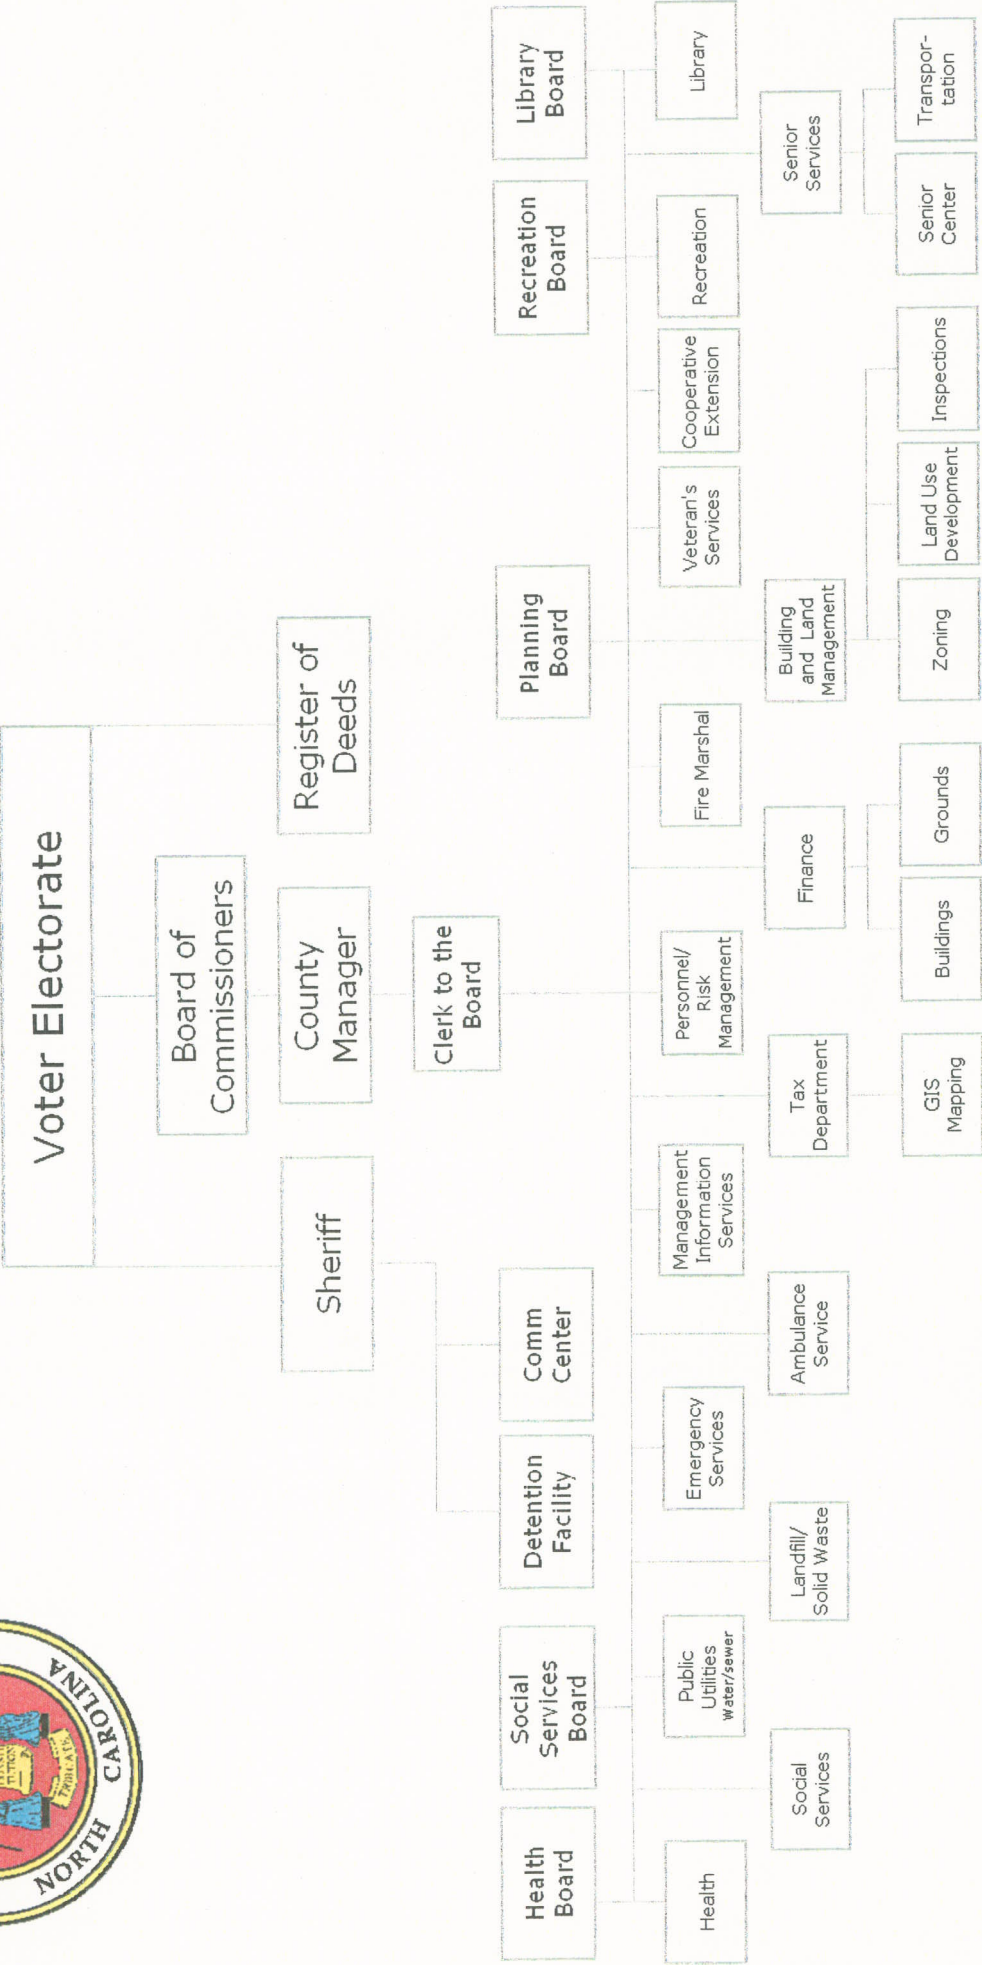 NORTH CAROLINA
Voter Electorate
Board of
Commissioners
Sheriff
County
Manager
Register of
Deeds
Clerk to the
Board
Health
Board
Social
Services
Board
Detention
Facility
Comm
Center
Planning
Board
Recreation
Board
Library
Board
Health
Public
Utilities
Water/sewer
Emergency
Services
Management
Information
Services
Personnel/
Risk
Management
Fire Marshal
Veteran's
Services
Cooperative
Extension
Recreation
Library
Social
Services
Landfill/
Solid Waste
Ambulance
Service
Tax
Department
Finance
Building
and Land
Management
Senior
Services
GIS
Mapping
Buildings
Grounds
Zoning
Land Use
Development
Inspections
Senior
Center
Transpor-
tation